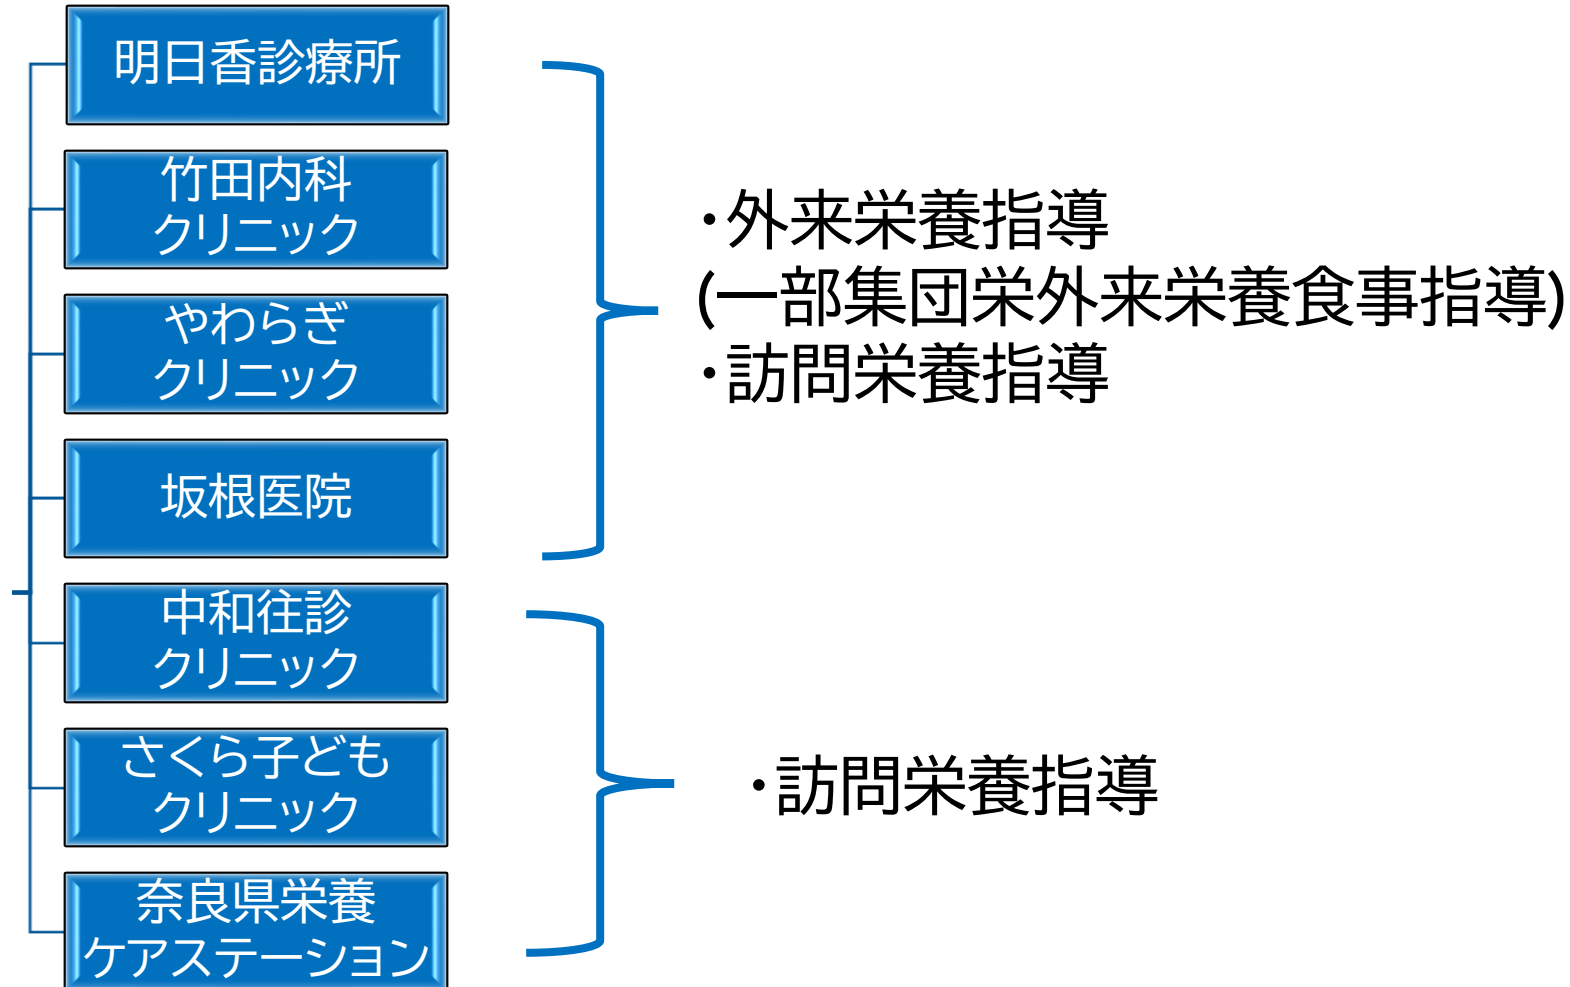 明日香診療所
竹田内科
クリニック
やわらぎ
クリニック
坂根医院
中和往診
クリニック
さくら子ども
クリニック
奈良県栄養
ケアステーション
・外来栄養指導
(一部集団栄外来栄養食事指導)
・訪問栄養指導
・訪問栄養指導